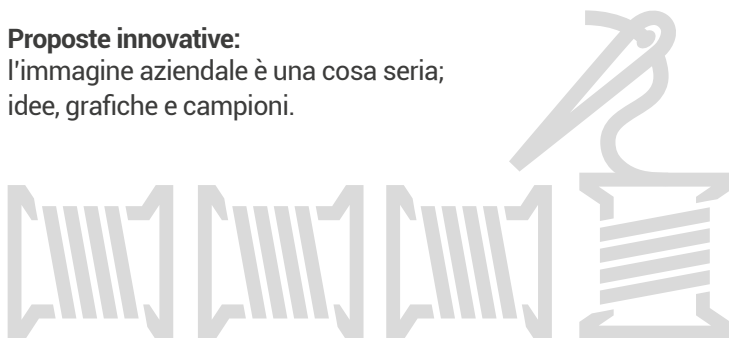 Proposte innovative:
l'immagine aziendale è una cosa seria;
idee, grafiche e campioni.